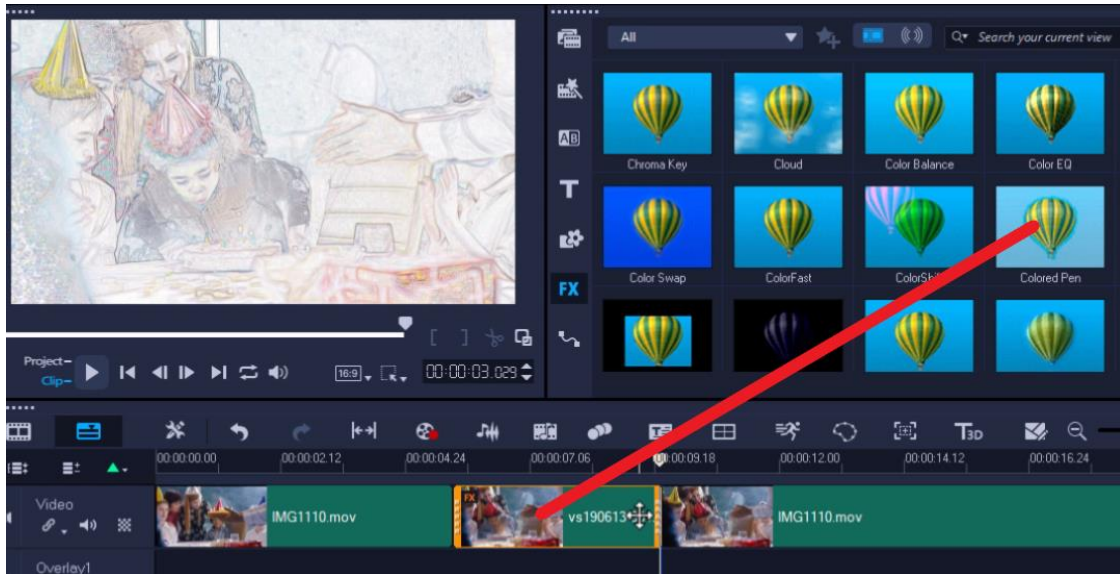 All
Search your current view
AB
T
FX
Chroma Key
Cloud
Color Balance
Color EQ
Color Swap
ColorFast
Colored Pen
Project-
Clip-
16:9
00:00:03.029
T3D
00:00:00.00
00:00:02.12
00:00:04.24
00:00:07.06
00:00:09.18
00:00:12.00
00:00:14.12
00:00:16.24
Video
IMG1110.mov
FX
vs190613
IMG1110.mov
Overlay1